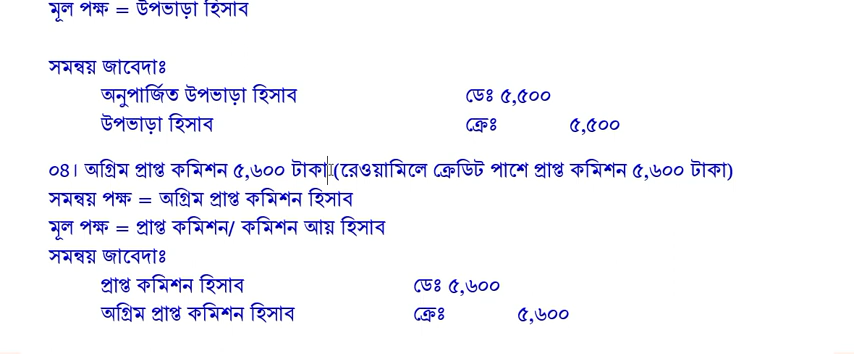 মূল পক্ষ = উপভাড়া হিসাব
সমন্বয় জাবেদাঃ
অনুপার্জিত উপভাড়া হিসাব ডেঃ ৫,৫০০
উপভাড়া হিসাব ক্রেঃ ৫,৫০০
০৪। অগ্রিম প্রাপ্ত কমিশন ৫,৬০০ টাকা (রেওয়ামিলে ক্রেডিট পাশে প্রাপ্ত কমিশন ৫,৬০০ টাকা)
সমন্বয় পক্ষ = অগ্রিম প্রাপ্ত কমিশন হিসাব
মূল পক্ষ = প্রাপ্ত কমিশন/ কমিশন আয় হিসাব
সমন্বয় জাবেদাঃ
প্রাপ্ত কমিশন হিসাব ডেঃ ৫,৬০০
অগ্রিম প্রাপ্ত কমিশন হিসাব ক্রেঃ ৫,৬০০